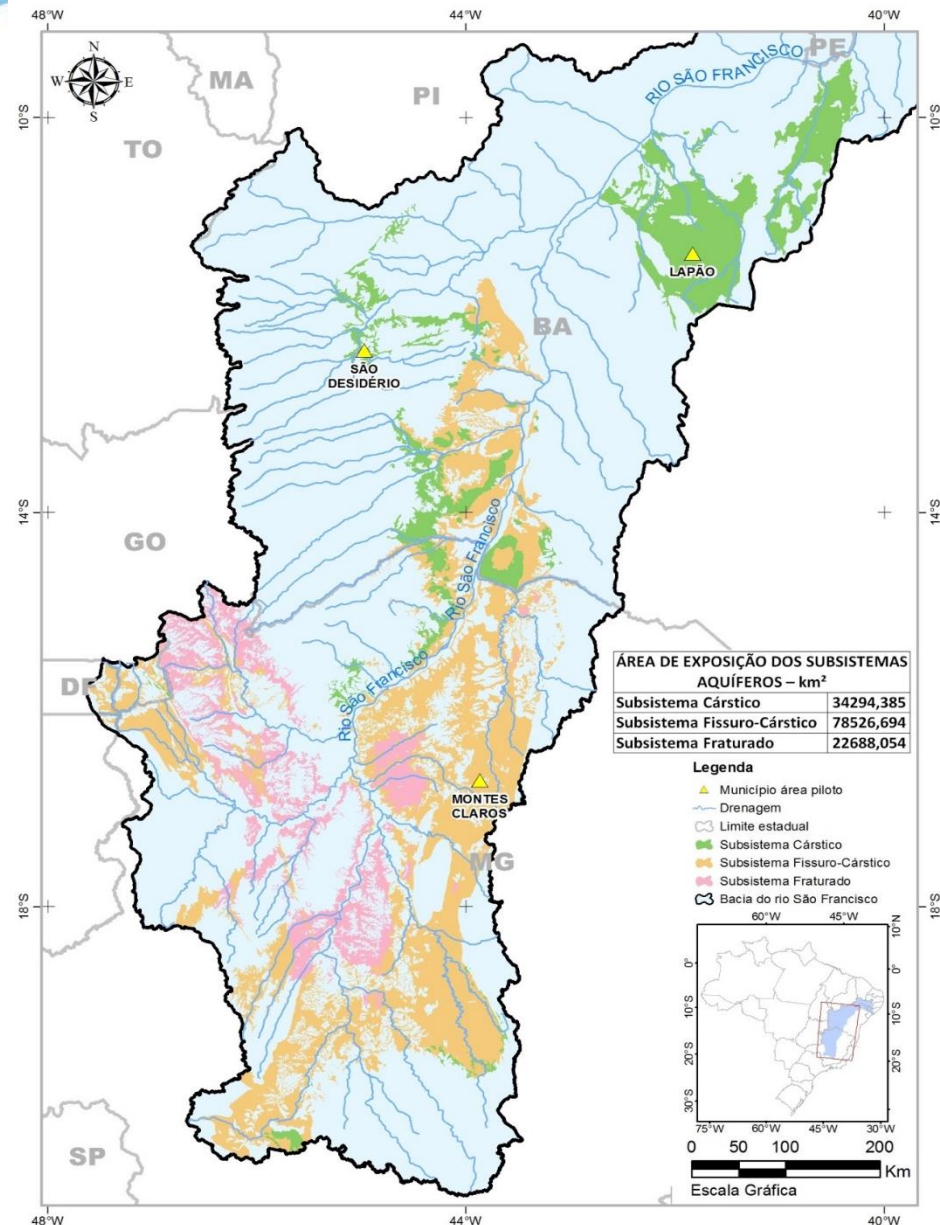 48°W
44°W
40°W
N
W
E
S
MA
PI
PE
TO
RIO SÃO FRANCISCO
10°S
10°S
LAPÃO
BA
SÃO
DESIDÉRIO
14°S
14°S
GO
Rio São Francisco
Rio São Francisco
DF
MONTES
CLAROS
MG
18°S
18°S
SP
ÁREA DE EXPOSIÇÃO DOS SUBSISTEMAS
AQUÍFEROS – km²
Subsistema Cárstico 34294,385
Subsistema Fissuro-Cárstico 78526,694
Subsistema Fraturado 22688,054
Legenda
Município área piloto
Drenagem
Limite estadual
Subsistema Cárstico
Subsistema Fissuro-Cárstico
Subsistema Fraturado
Bacia do rio São Francisco
60°W 45°W
10°N
0°
0°
10°S
10°S
20°S
20°S
30°S
75°W 60°W 45°W 30°W
0 50 100 200
Km
Escala Gráfica
48°W
44°W
40°W